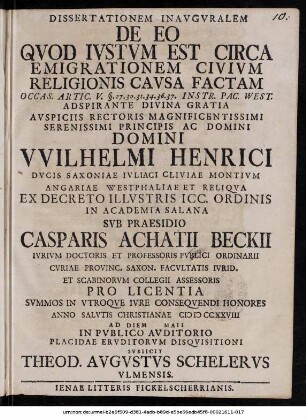 10.
DISSERTATIONEM INAVGVRALEM
DE EO
QVOD IVSTVM EST CIRCA
EMIGRATIONEM CIVIVM
RELIGIONIS CAVSA FACTAM
OCCAS. ARTIC. V. §. 27.30.31.34.36.37. INSTR. PAC. WEST.
ADSPIRANTE DIVINA GRATIA
AVSPICIIS RECTORIS MAGNIFICENTISSIMI
SERENISSIMI PRINCIPIS AC DOMINI
DOMINI
VVILHELMI HENRICI
DVCIS SAXONIAE IVLIACI CLIVIAE MONTIVM
ANGARIAE WESTPHALIAE ET RELIQVA
EX DECRETO ILLVSTRIS ICC. ORDINIS
IN ACADEMIA SALANA
SVB PRAESIDIO
CASPARIS ACHATII BECKII
IVRIVM DOCTORIS ET PROFESSORIS PVBLICI ORDINARII
CVRIAE PROVINC. SAXON. FACVLTATIS IVRID.
ET SCABINORVM COLLEGII ASSESSORIS
PRO LICENTIA
SVMMOS IN VTROQVE IVRE CONSEQVENDI HONORES
ANNO SALVTIS CHRISTIANAE CIƆ IƆ CCXXVIII
AD DIEM MAII
IN PVBLICO AVDITORIO
PLACIDAE ERVDITORVM DISQVISITIONI
SVBIICIT
THEOD. AVGVSTVS SCHELERVS
VLMENSIS.
IENAE LITTERIS FICKELSCHERRIANIS.